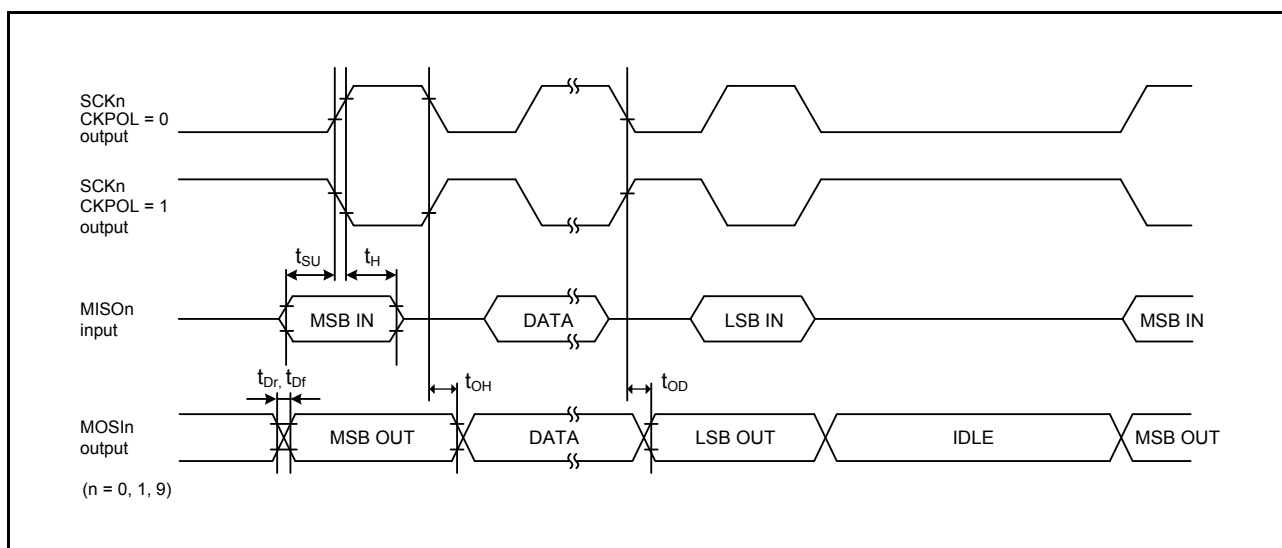 SCKn
CKPOL = 0
output
SCKn
CKPOL = 1
output
tSU
tH
MISOn
input
MSB IN
DATA
LSB IN
MSB IN
tDr, tDf
tOH
tOD
MOSIn
output
MSB OUT
DATA
LSB OUT
IDLE
MSB OUT
(n = 0, 1, 9)